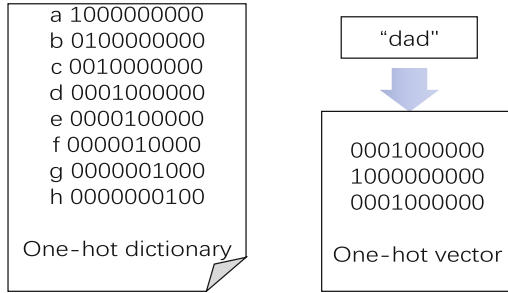 a 1000000000
b 0100000000
c 0010000000
d 0001000000
e 0000100000
f 0000010000
g 0000001000
h 0000000100
One-hot dictionary
“dad"
0001000000
1000000000
0001000000
One-hot vector